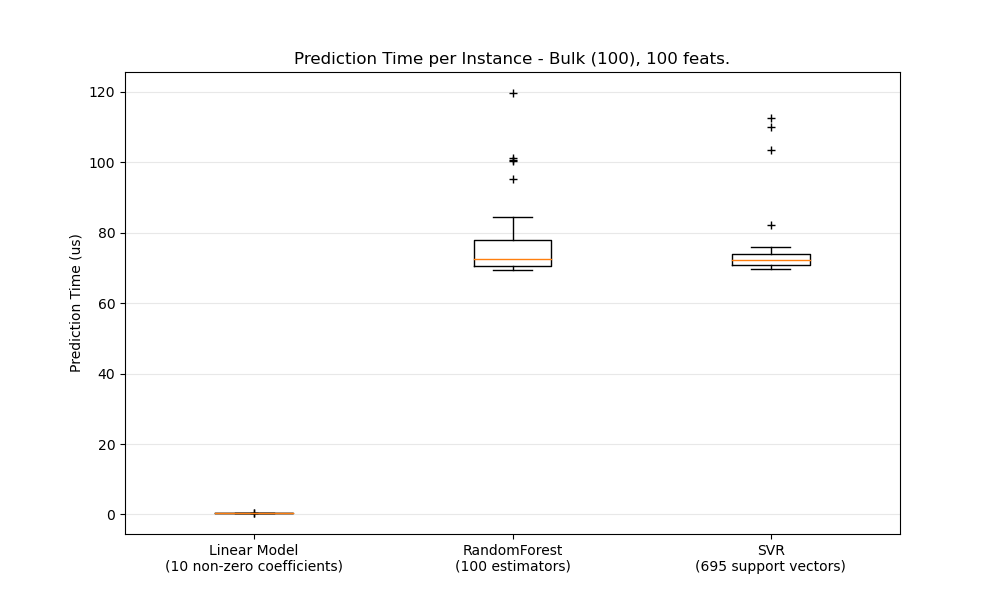 Prediction Time per Instance - Bulk (100), 100 feats.
120
100
80
60
40
20
0
Prediction Time (us)
Linear Model
(10 non-zero coefficients)
RandomForest
(100 estimators)
SVR
(695 support vectors)